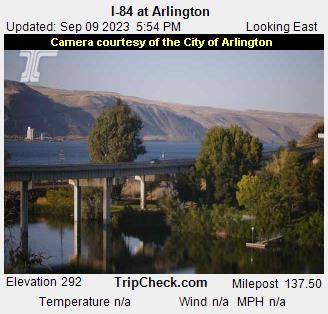 I-84 at Arlington
Updated: Sep 09 2023 5:54 PM Looking East
Camera courtesy of the City of Arlington
Elevation 292 TripCheck.com Milepost 137.50
Temperature n/a Wind n/a MPH n/a